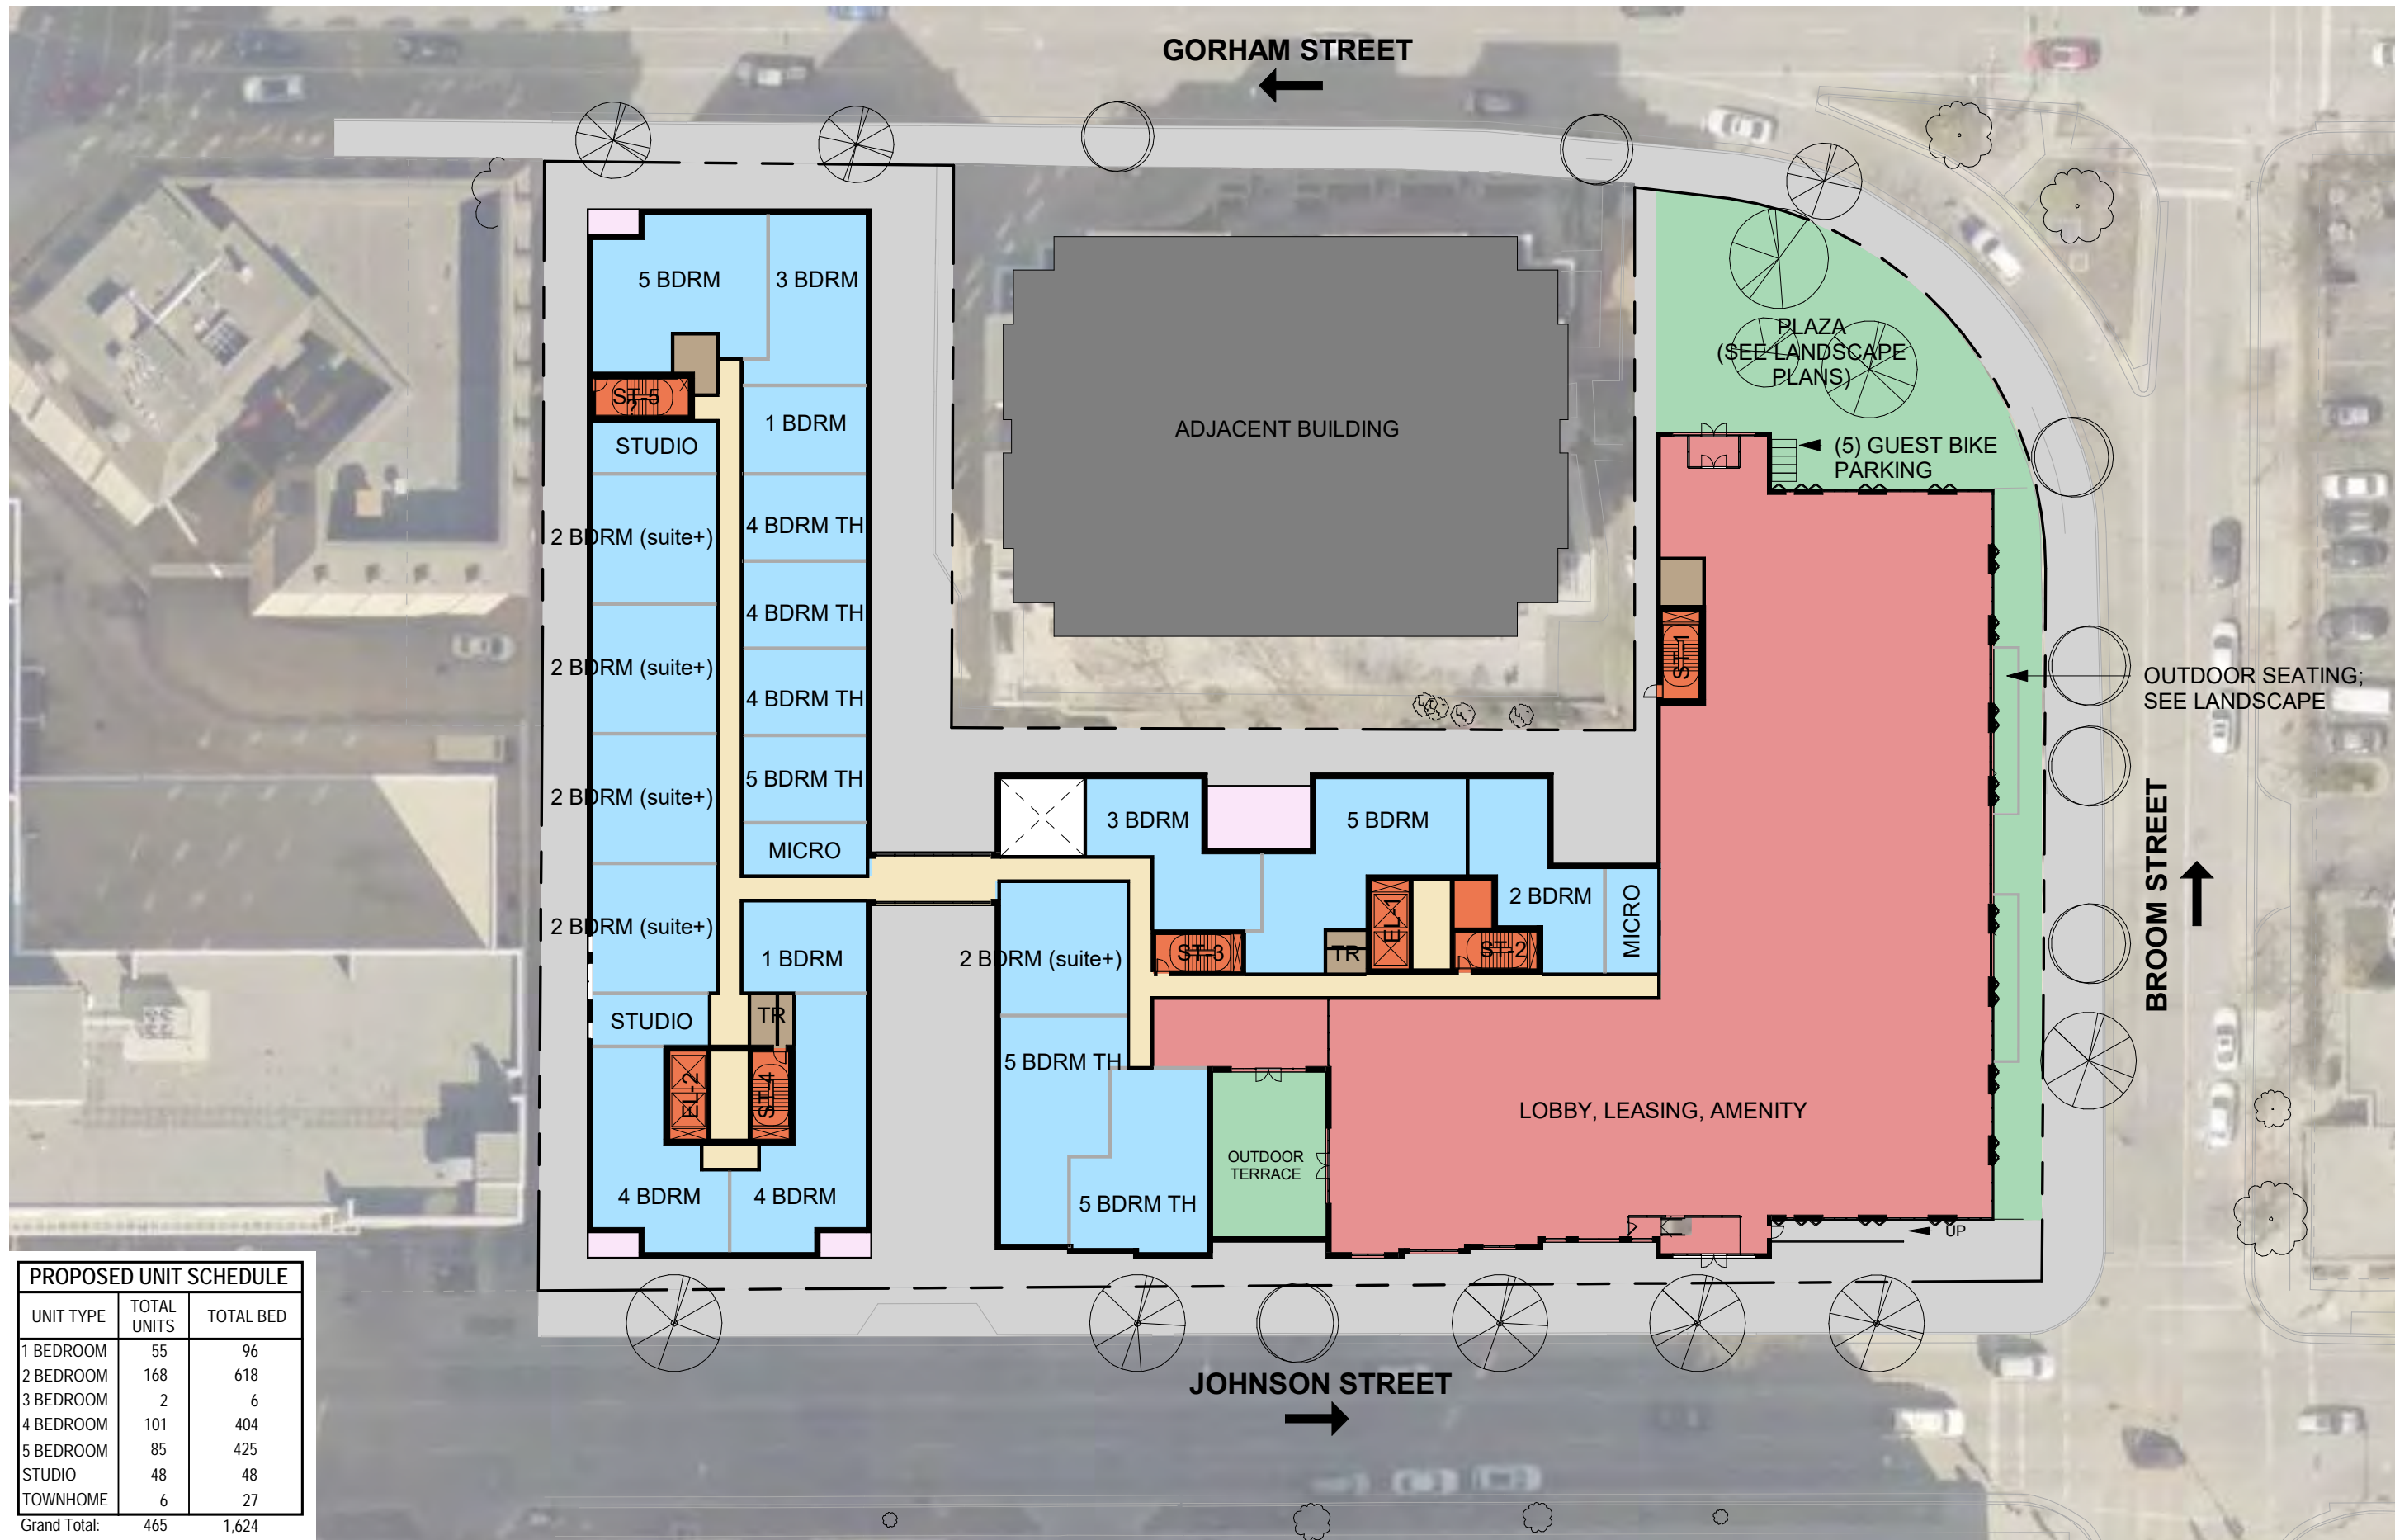 GORHAM STREET
5 BDRM
3 BDRM
PLAZA
(SEE LANDSCAPE
PLANS)
ST-5
1 BDRM
ADJACENT BUILDING
STUDIO
(5) GUEST BIKE
PARKING
2 BDRM (suite+)
4 BDRM TH
4 BDRM TH
2 BDRM (suite+)
ST-1
OUTDOOR SEATING;
SEE LANDSCAPE
4 BDRM TH
5 BDRM TH
2 BDRM (suite+)
3 BDRM
5 BDRM
MICRO
BROOM STREET
2 BDRM (suite+)
2 BDRM
MICRO
EL-1
1 BDRM
2 BDRM (suite+)
ST-3
TR
ST-2
STUDIO
TR
5 BDRM TH
EL-2
ST-4
LOBBY, LEASING, AMENITY
OUTDOOR
TERRACE
4 BDRM
4 BDRM
5 BDRM TH
UP
JOHNSON STREET
PROPOSED UNIT SCHEDULE
UNIT TYPE TOTAL UNITS TOTAL BED
1 BEDROOM 55 96
2 BEDROOM 168 618
3 BEDROOM 2 6
4 BEDROOM 101 404
5 BEDROOM 85 425
STUDIO 48 48
TOWNHOME 6 27
Grand Total: 465 1,624